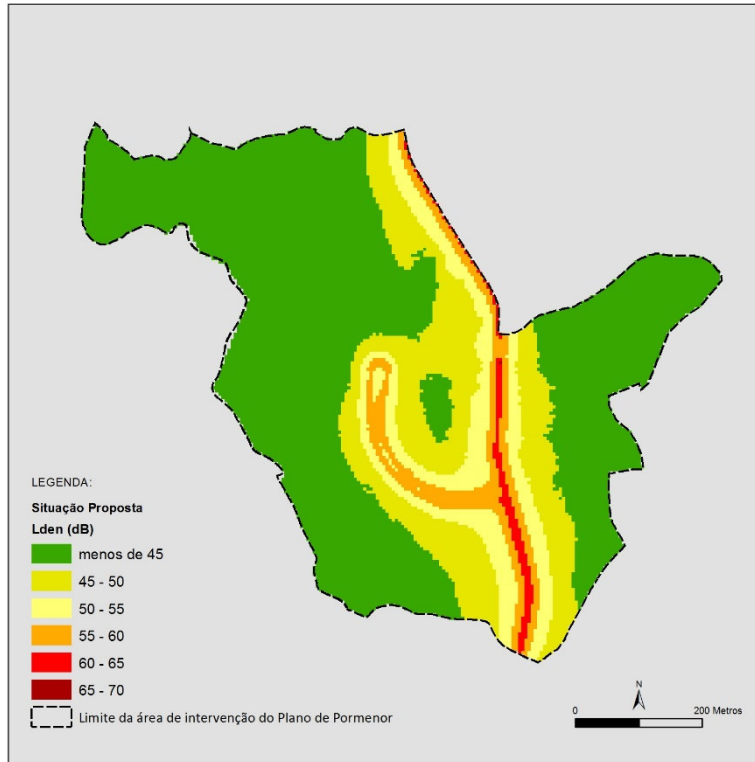 LEGENDA:
Situação Proposta
Lden (dB)
menos de 45
45 - 50
50 - 55
55 - 60
60 - 65
65 - 70
Limite da área de intervenção do Plano de Pormenor
N
0 200 Metros